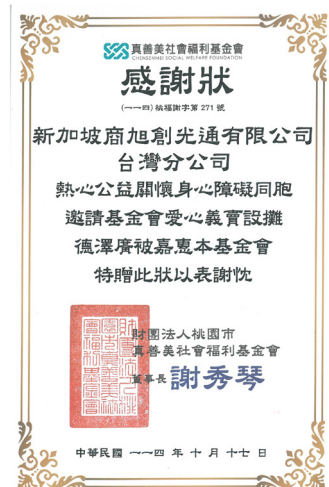 真善美社會福利基金會
CHENSENMEI SOCIAL WELFARE FOUNDATION
感謝狀
(一一四) 楨福謝字第 271 號
新加坡商旭創光通有限公司
台灣分公司
熱心公益關懷身心障礙同胞
邀請基金會愛心義賣設攤
德澤廣被嘉惠本基金會
特贈此狀以表謝忱
財團法人桃園市
真善美社會福利基金會
董事長 謝秀琴
中華民國 一一四 年 十 月 十七 日